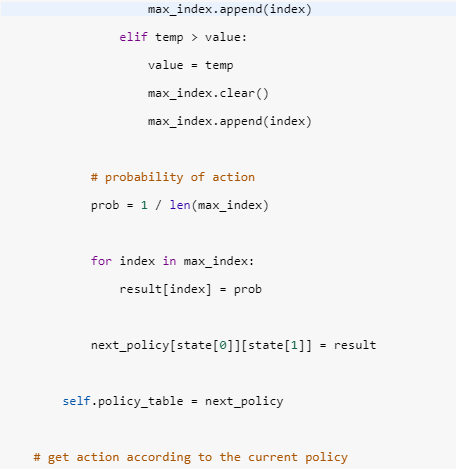 max_index.append(index)
elif temp > value:
value = temp
max_index.clear()
max_index.append(index)
# probability of action
prob = 1 / len(max_index)
for index in max_index:
result[index] = prob
next_policy[state[0]][state[1]] = result
self.policy_table = next_policy
# get action according to the current policy